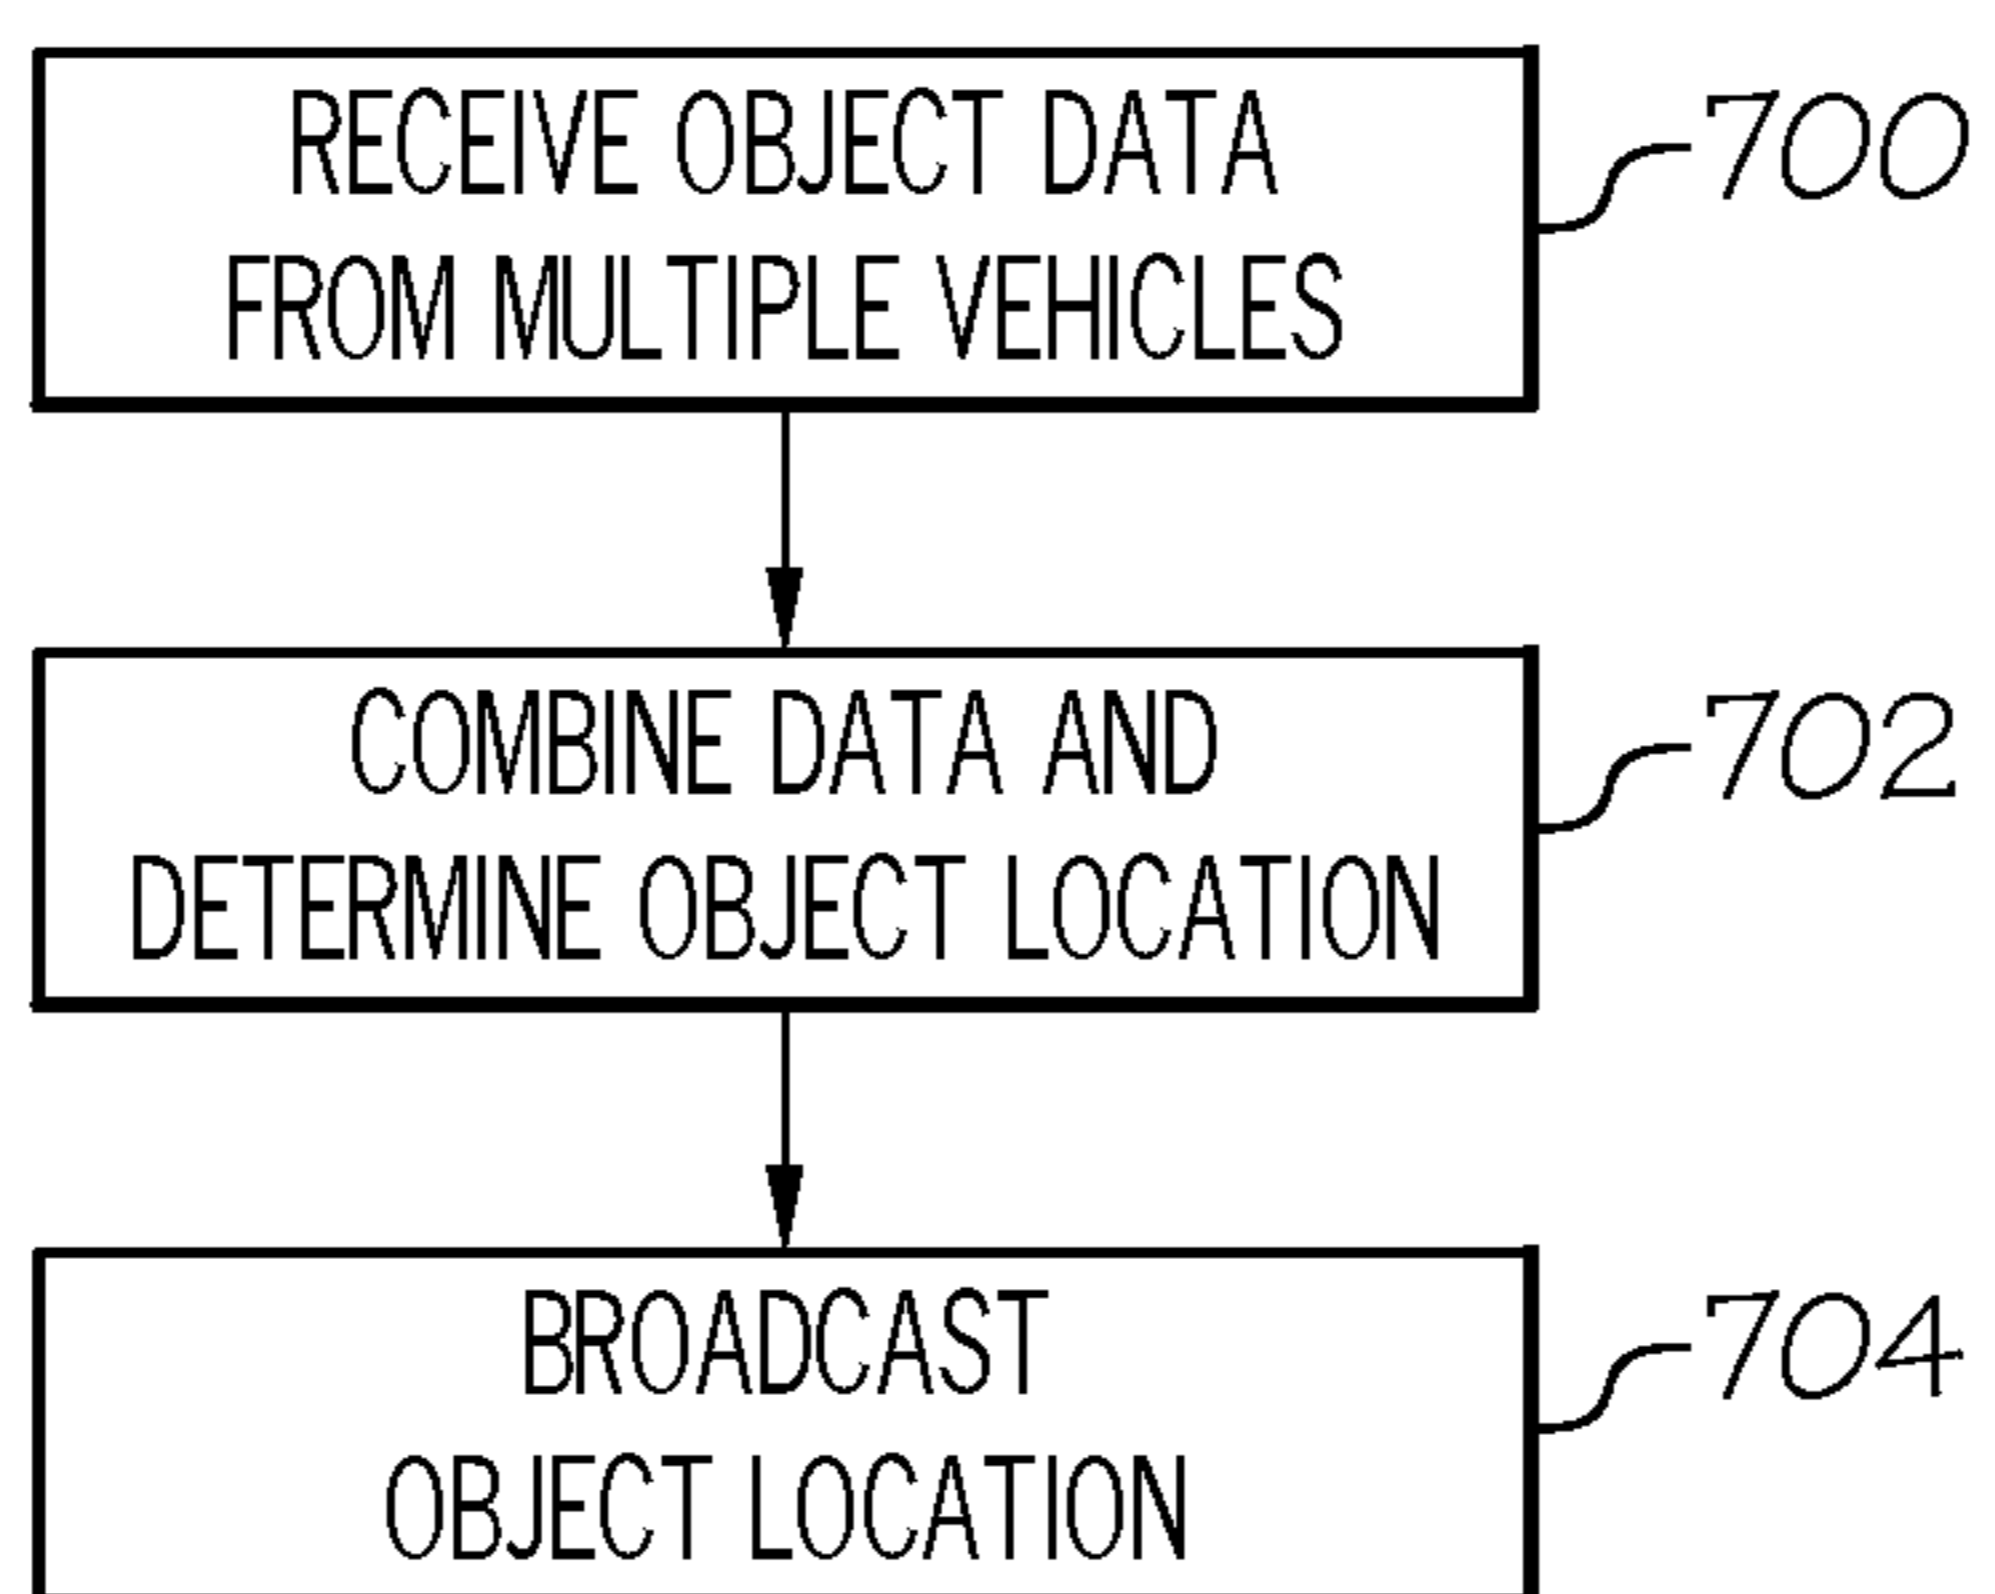 RECEIVE OBJECT DATA
FROM MULTIPLE VEHICLES
700
COMBINE DATA AND
DETERMINE OBJECT LOCATION
702
BROADCAST
OBJECT LOCATION
704